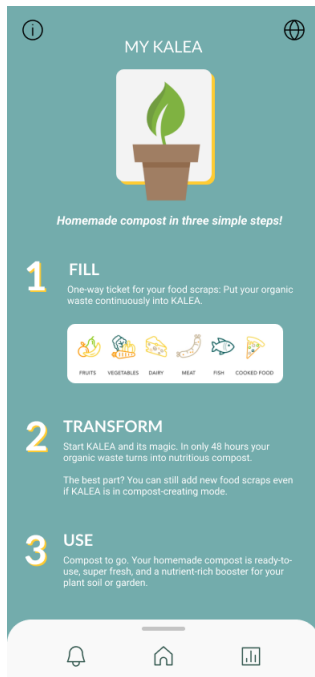 MY KALEA
Homemade compost in three simple steps!
1
FILL
One-way ticket for your food scraps: Put your organic
waste continuously into KALEA.
FRUITS VEGETABLES DAIRY MEAT FISH COOKED FOOD
2
TRANSFORM
Start KALEA and its magic. In only 48 hours your
organic waste turns into nutritious compost.
The best part? You can still add new food scraps even
if KALEA is in compost-creating mode.
3
USE
Compost to go. Your homemade compost is ready-to-
use, super fresh, and a nutrient-rich booster for your
plant soil or garden.